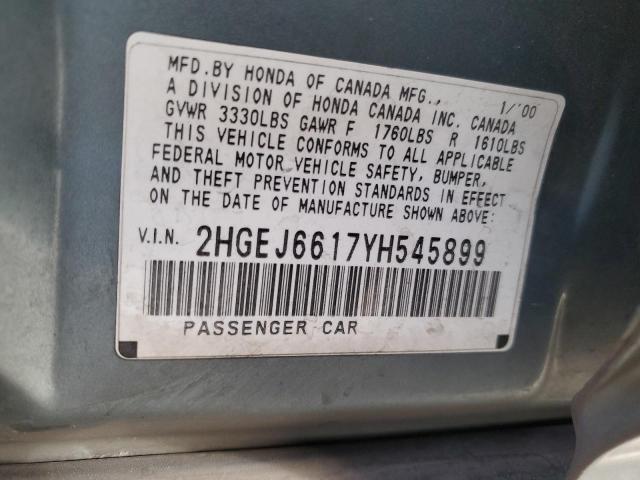 MFD.BY HONDA OF CANADA MFG., 1/'00
A DIVISION OF HONDA CANADA INC. CANADA
GVWR 3330LBS GAWR F 1760LBS R 1610LBS
THIS VEHICLE CONFORMS TO ALL APPLICABLE
FEDERAL MOTOR VEHICLE SAFETY, BUMPER,
AND THEFT PREVENTION STANDARDS IN EFFECT
ON THE DATE OF MANUFACTURE SHOWN ABOVE:
V.I.N. 2HGEJ6617YH545899
PASSENGER CAR